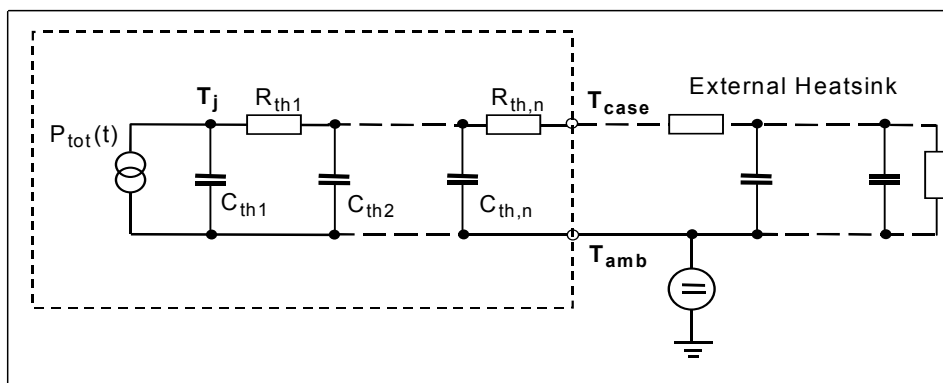 External Heatsink
T_j
R_th1
R_th,n
T_case
P_tot(t)
C_th1
C_th2
C_th,n
T_amb